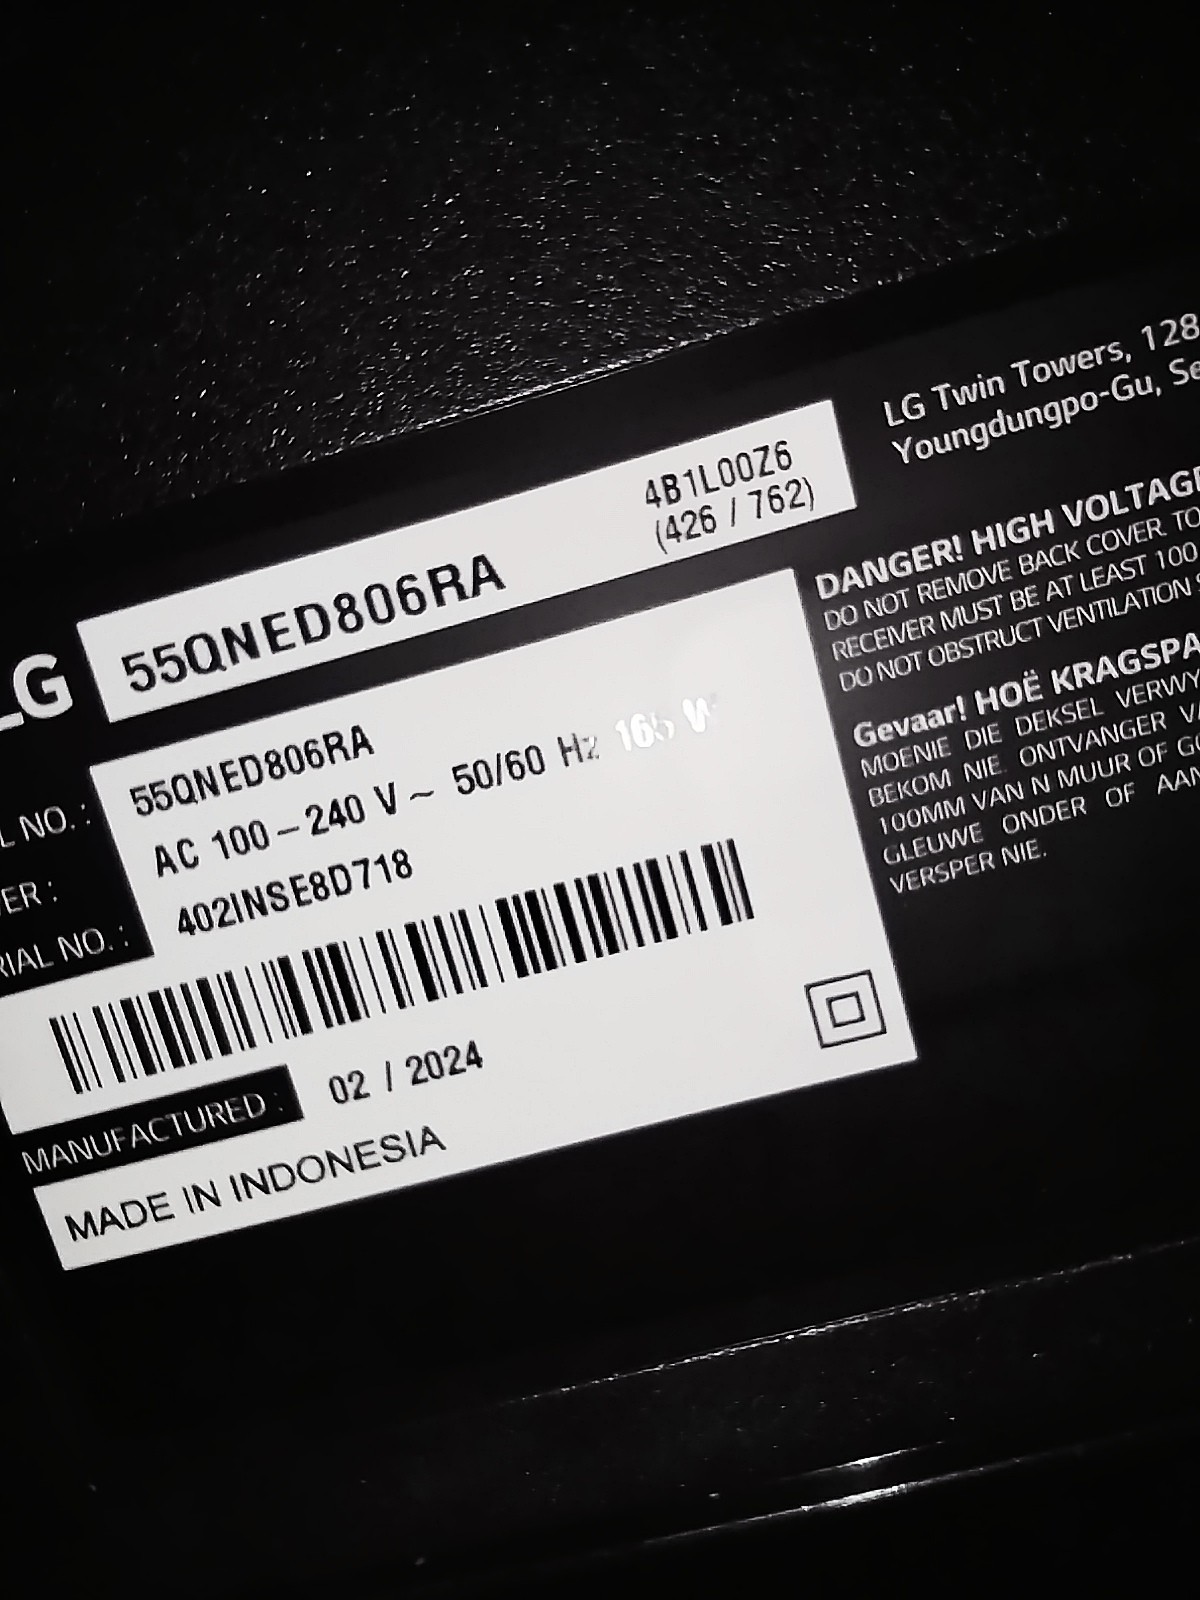 LG Twin Towers, 128
Youngdungpo-Gu, Se
4B1L00Z6
(426 / 762)
LG 55QNED806RA
L NO. : 55QNED806RA
ER : AC 100 – 240 V ~ 50/60 Hz 165 W
RIAL NO. : 402INSE8D718
MANUFACTURED : 02 / 2024
MADE IN INDONESIA
DANGER! HIGH VOLTAGE
DO NOT REMOVE BACK COVER. TO
RECEIVER MUST BE AT LEAST 100
DO NOT OBSTRUCT VENTILATION
Gevaar! HOË KRAGSPA
MOENIE DIE DEKSEL VERWY
BEKOM NIE. ONTVANGER VA
100MM VAN N MUUR OF GO
GLEUWE ONDER OF AAN
VERSPER NIE.